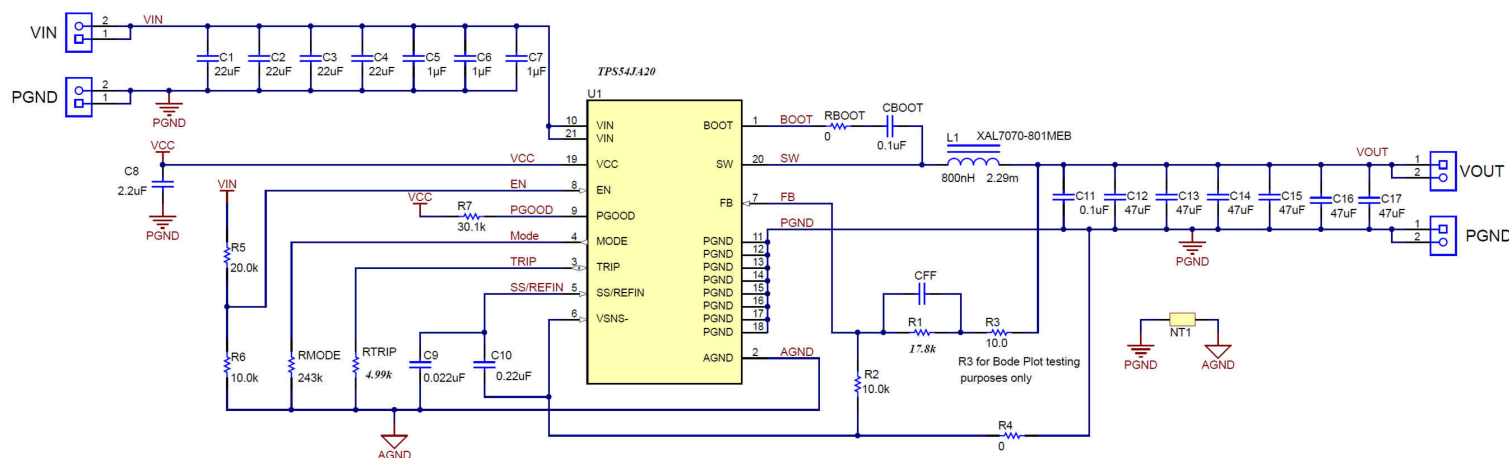 VIN
2
1
VIN
PGND
2
1
PGND
C1
22uF
C2
22uF
C3
22uF
C4
22uF
C5
1µF
C6
1µF
C7
1µF
TPS54JA20
U1
10
VIN
21
VIN
VCC
19
VCC
EN
8
EN
PGOOD
9
PGOOD
Mode
4
MODE
TRIP
3
TRIP
SS/REFIN
5
SS/REFIN
6
VSNS-
BOOT
1
BOOT
SW
20
SW
FB
7
FB
PGND
PGND
11
PGND
12
PGND
13
PGND
14
PGND
15
PGND
16
PGND
17
PGND
18
AGND
2
AGND
VCC
C8
2.2uF
PGND
VIN
R5
20.0k
R6
10.0k
VCC
R7
30.1k
RMODE
243k
RTRIP
4.99k
C9
0.022uF
C10
0.22uF
AGND
RBOOT
0
CBOOT
0.1uF
L1
XAL7070-801MEB
800nH
2.29m
C11
0.1uF
C12
47uF
C13
47uF
C14
47uF
C15
47uF
C16
47uF
C17
47uF
VOUT
1
2
VOUT
1
2
PGND
PGND
CFF
R1
17.8k
R3
10.0
R3 for Bode Plot testing
purposes only
R2
10.0k
R4
0
NT1
PGND
AGND